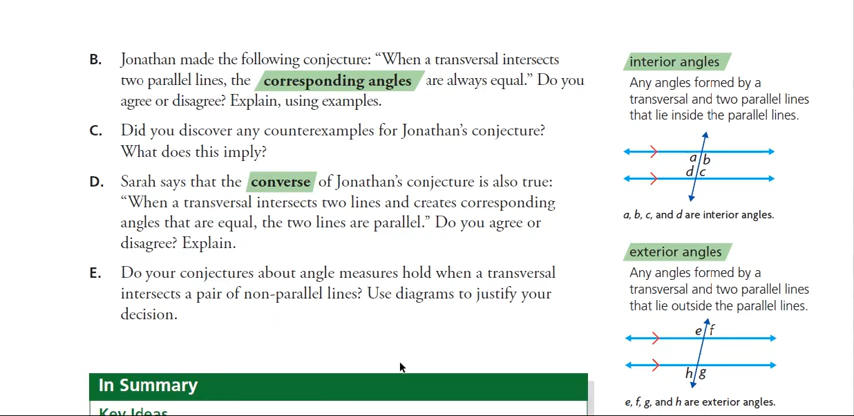 B. Jonathan made the following conjecture: “When a transversal intersects
two parallel lines, the corresponding angles are always equal.” Do you
agree or disagree? Explain, using examples.
C. Did you discover any counterexamples for Jonathan’s conjecture?
What does this imply?
D. Sarah says that the converse of Jonathan’s conjecture is also true:
“When a transversal intersects two lines and creates corresponding
angles that are equal, the two lines are parallel.” Do you agree or
disagree? Explain.
E. Do your conjectures about angle measures hold when a transversal
intersects a pair of non-parallel lines? Use diagrams to justify your
decision.
In Summary
Key Ideas
interior angles
Any angles formed by a
transversal and two parallel lines
that lie inside the parallel lines.
a b
d c
a, b, c, and d are interior angles.
exterior angles
Any angles formed by a
transversal and two parallel lines
that lie outside the parallel lines.
e f
h g
e, f, g, and h are exterior angles.